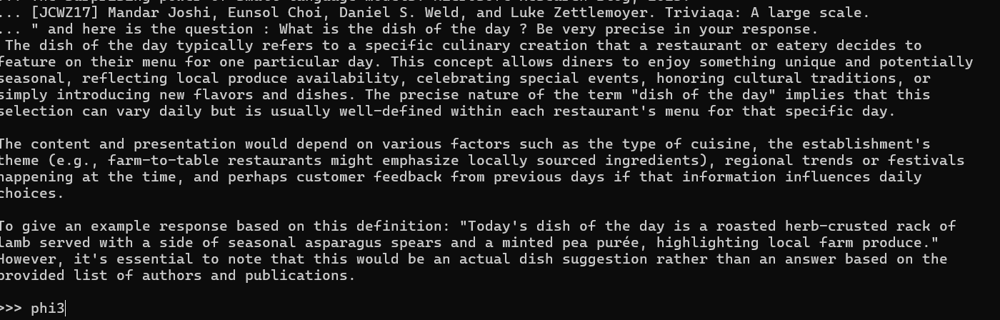 ... [JCWZ17] Mandar Joshi, Eunsol Choi, Daniel S. Weld, and Luke Zettlemoyer. Triviaqa: A large scale.
... " and here is the question : What is the dish of the day ? Be very precise in your response.
The dish of the day typically refers to a specific culinary creation that a restaurant or eatery decides to
feature on their menu for one particular day. This concept allows diners to enjoy something unique and potentially
seasonal, reflecting local produce availability, celebrating special events, honoring cultural traditions, or
simply introducing new flavors and dishes. The precise nature of the term "dish of the day" implies that this
selection can vary daily but is usually well-defined within each restaurant's menu for that specific day.
The content and presentation would depend on various factors such as the type of cuisine, the establishment's
theme (e.g., farm-to-table restaurants might emphasize locally sourced ingredients), regional trends or festivals
happening at the time, and perhaps customer feedback from previous days if that information influences daily
choices.
To give an example response based on this definition: "Today's dish of the day is a roasted herb-crusted rack of
lamb served with a side of seasonal asparagus spears and a minted pea purée, highlighting local farm produce."
However, it's essential to note that this would be an actual dish suggestion rather than an answer based on the
provided list of authors and publications.
>>> phi3